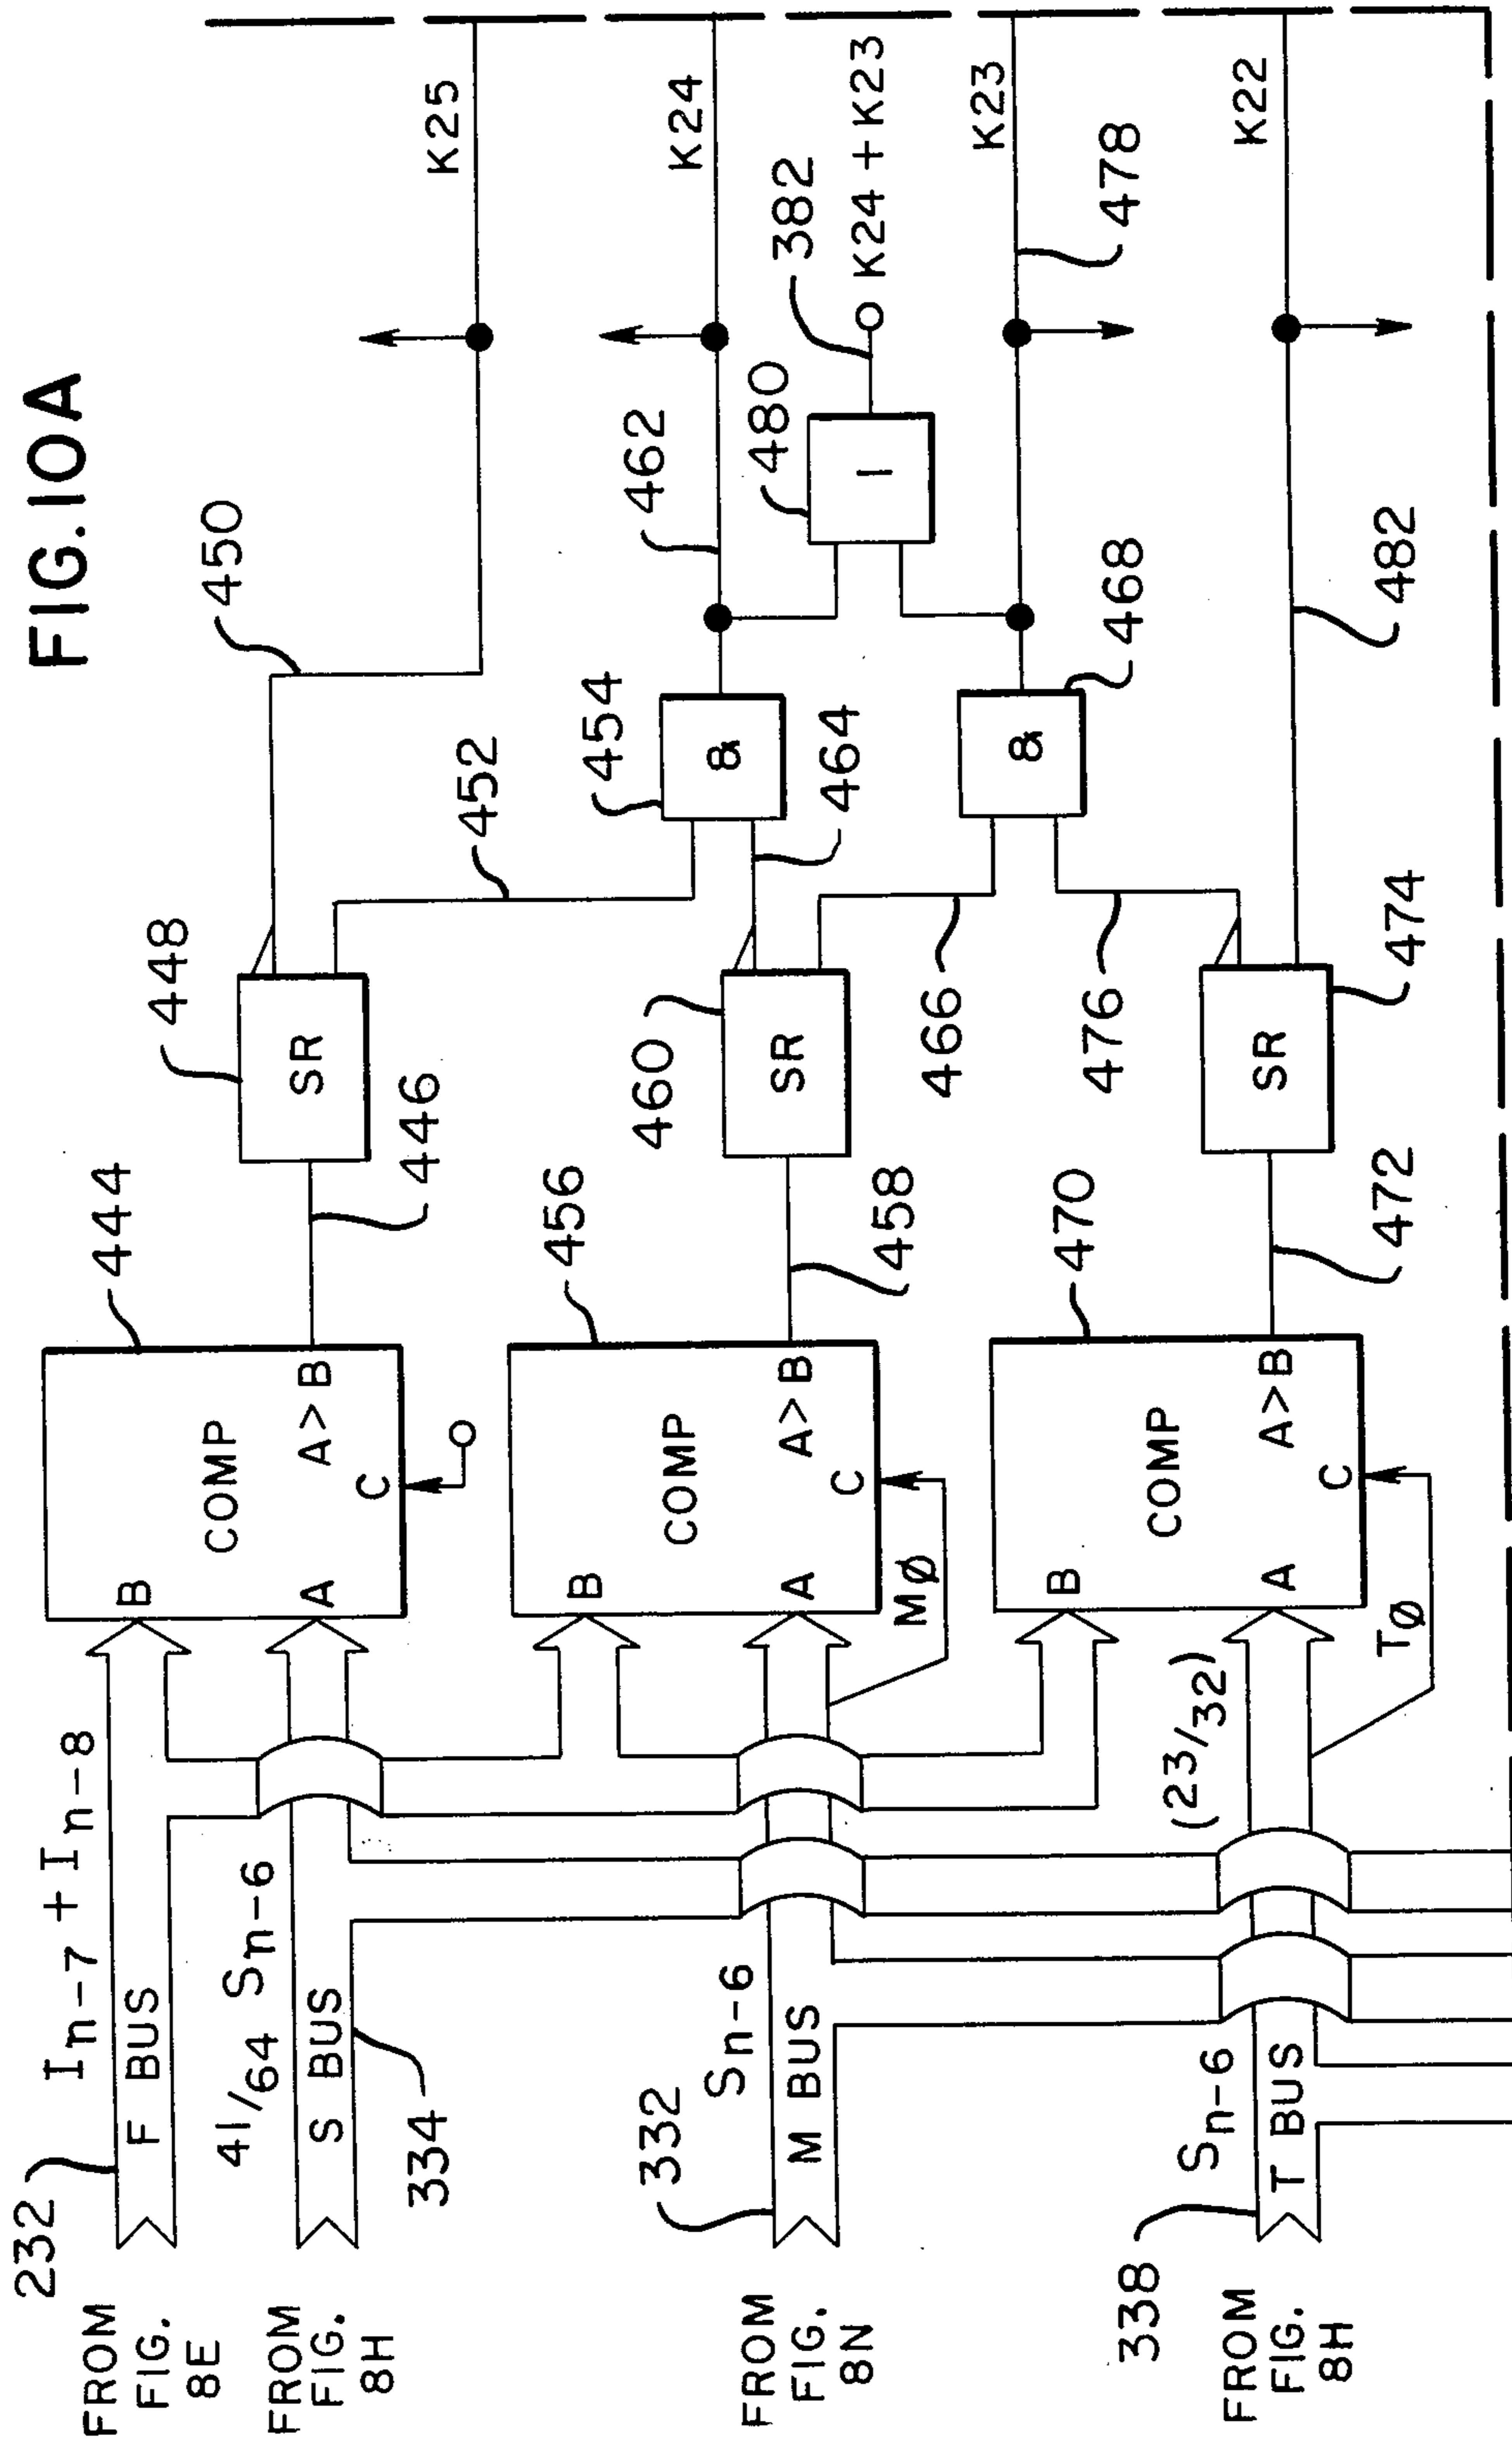 FIG. 10A
232
FROM
FIG.
8E
F BUS
In-7 + In-8
B
COMP
A
A>B
C
444
446
448
SR
450
K25
FROM
FIG.
8H
S BUS
41/64 Sn-6
334
452
454
&
462
K24
464
480
1
382
K24 + K23
332
FROM
FIG.
8N
M BUS
Sn-6
B
COMP
A
A>B
C
MØ
456
458
460
SR
466
468
&
K23
478
476
338
FROM
FIG.
8H
T BUS
Sn-6
(23/32)
B
COMP
A
A>B
C
TØ
470
472
SR
474
482
K22